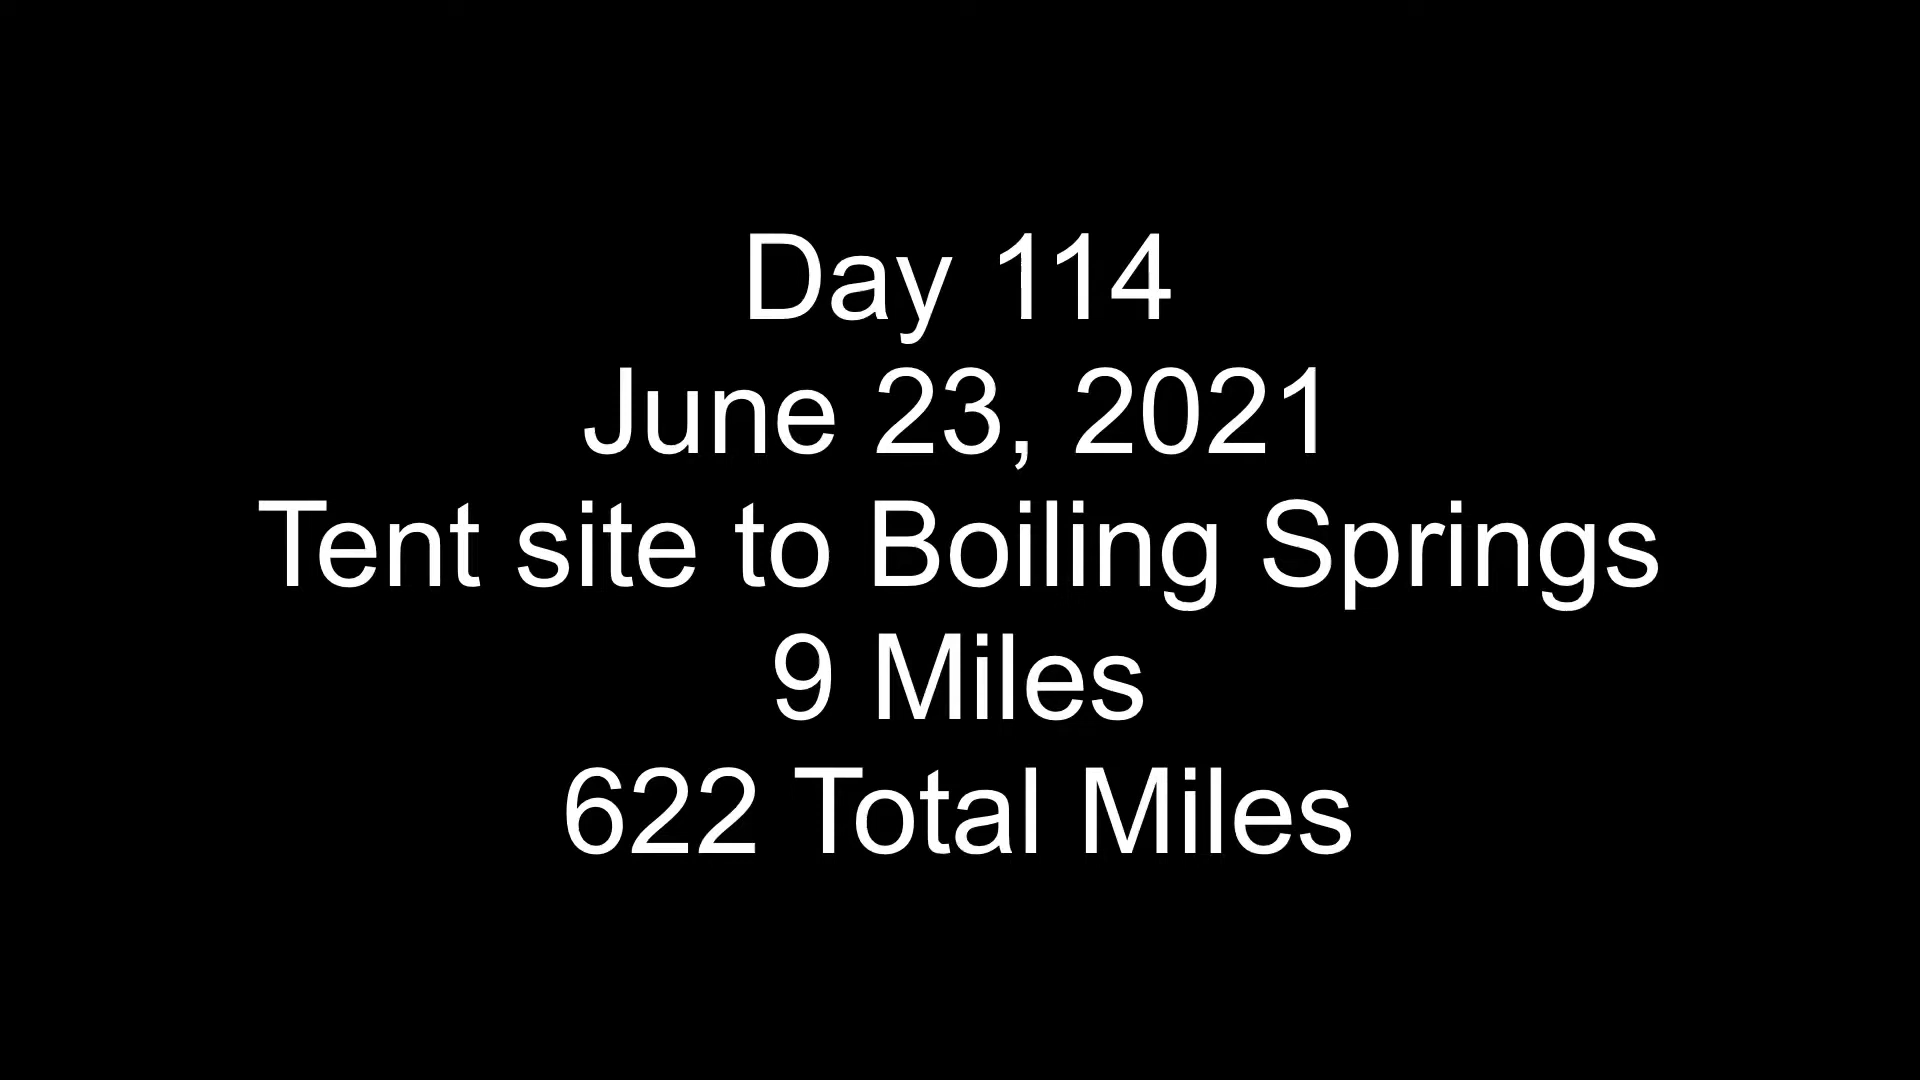 Day 114
June 23, 2021
Tent site to Boiling Springs
9 Miles
622 Total Miles